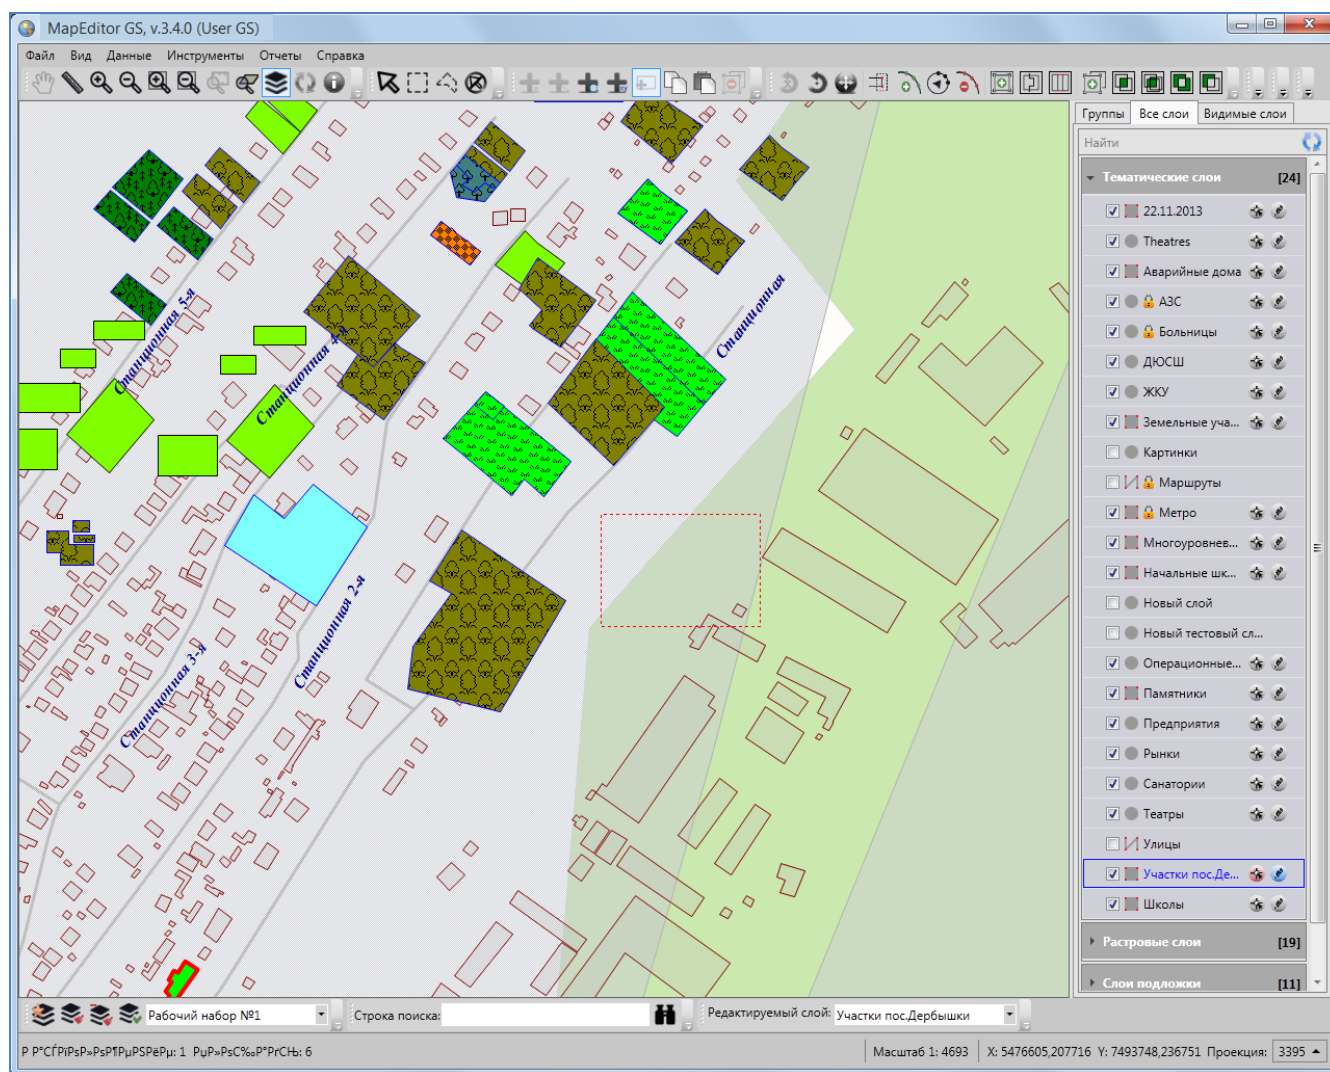 MapEditor GS, v.3.4.0 (User GS)
Файл Вид Данные Инструменты Отчеты Справка
Группы Все слои Видимые слои
Найти
Тематические слои [24]
22.11.2013
Theatres
Аварийные дома
АЗС
Больницы
ДЮСШ
ЖКУ
Земельные уча...
Картинки
Маршруты
Метро
Многоуровнев...
Начальные шк...
Новый слой
Новый тестовый сл...
Операционные...
Памятники
Предприятия
Рынки
Санатории
Театры
Улицы
Участки пос.Де...
Школы
Растровые слои [19]
Слои подложки [11]
Станционная 5-я
Станционная 4-я
Станционная
Станционная 3-я
Станционная 2-я
Рабочий набор №1 Строка поиска: Редактируемый слой: Участки пос.Дербышки
Масштаб 1: 4693 X: 5476605,207716 Y: 7493748,236751 Проекция: 3395